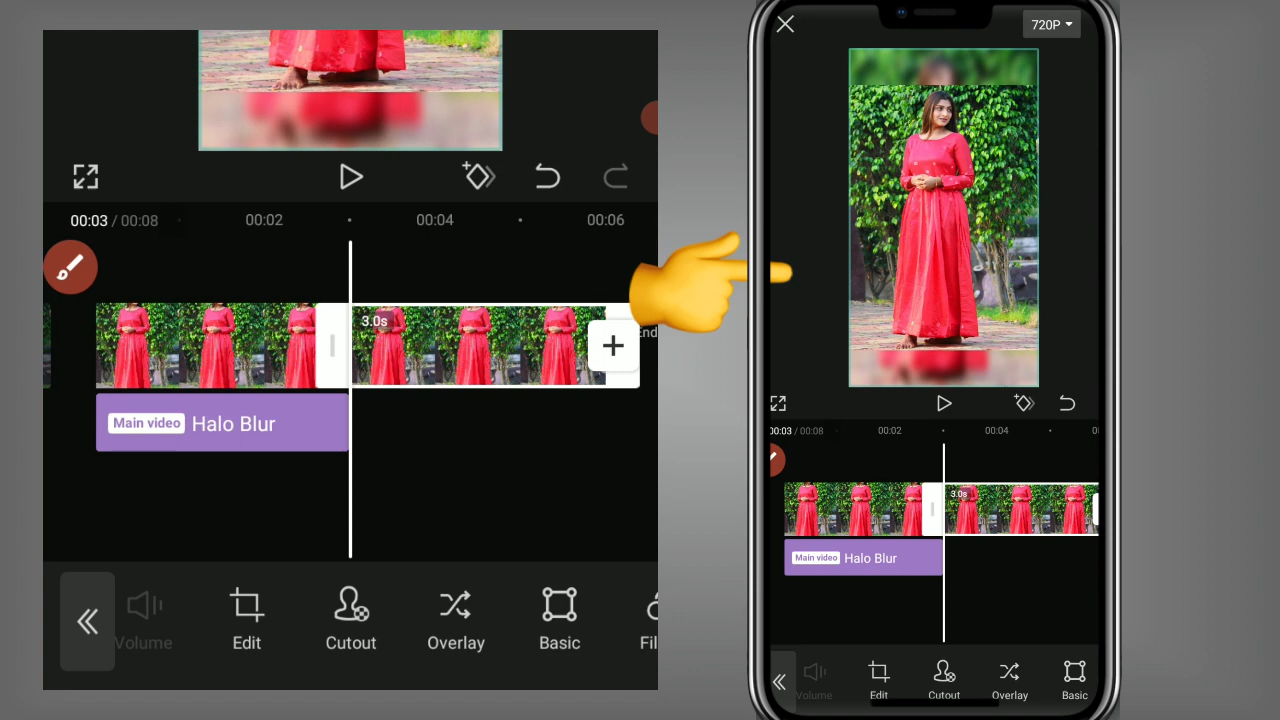 00:03 / 00:08
00:02
00:04
00:06
3.0s
End
Main video Halo Blur
Volume
Edit
Cutout
Overlay
Basic
Fil
720P
00:03 / 00:08
00:02
00:04
3.0s
Main video Halo Blur
Volume
Edit
Cutout
Overlay
Basic